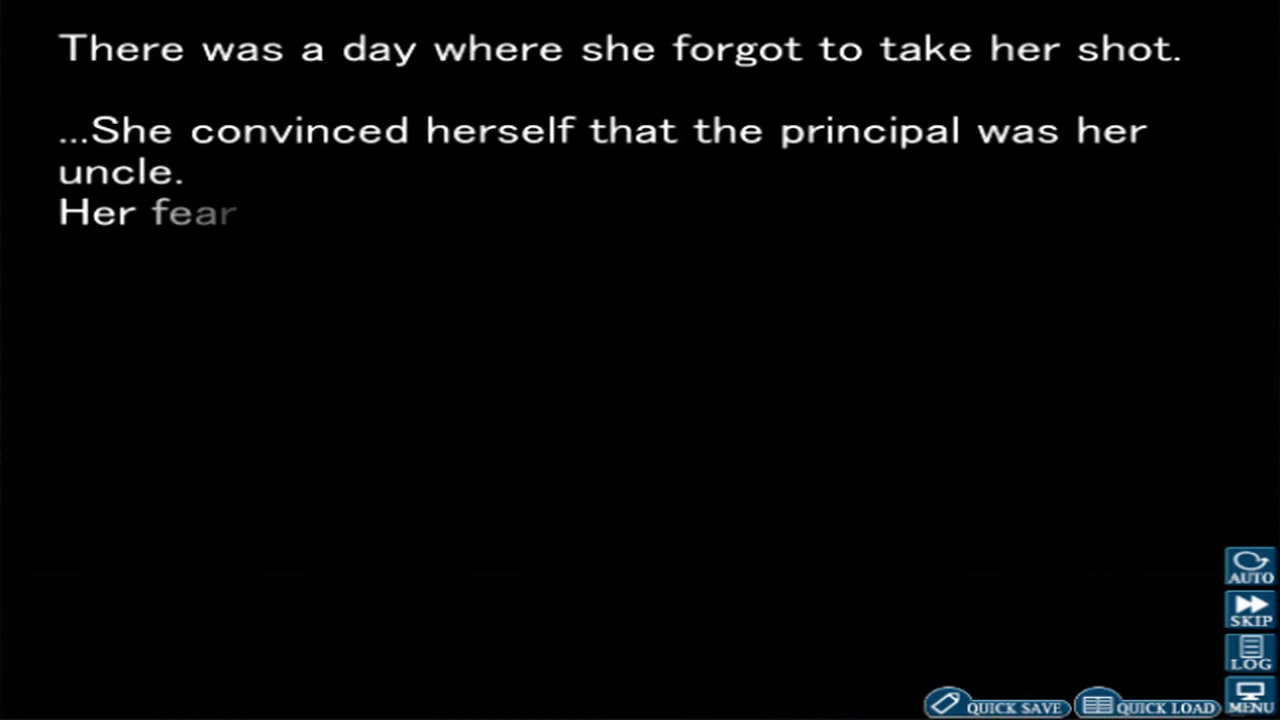 There was a day where she forgot to take her shot.
...She convinced herself that the principal was her
uncle.
Her fear
AUTO
SKIP
LOG
MENU
QUICK SAVE
QUICK LOAD